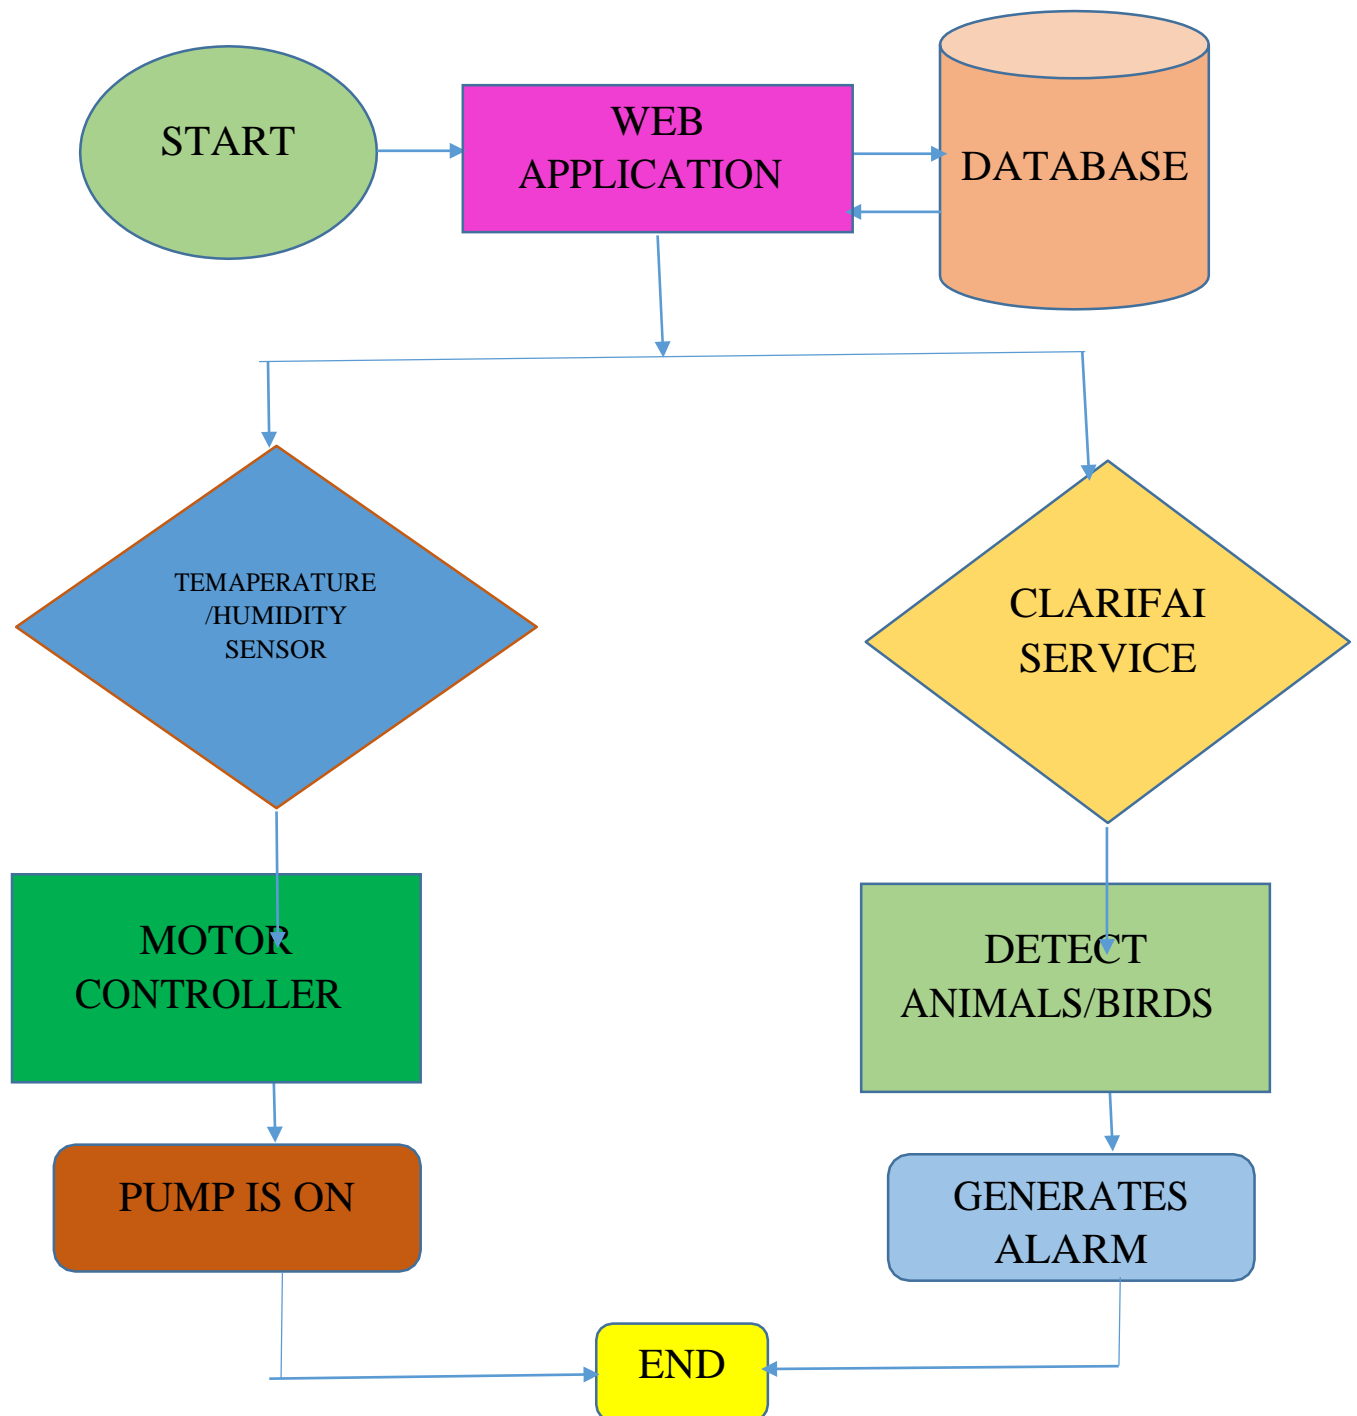 START
WEB
APPLICATION
DATABASE
TEMAPERATURE
/HUMIDITY
SENSOR
CLARIFAI
SERVICE
MOTOR
CONTROLLER
DETECT
ANIMALS/BIRDS
PUMP IS ON
GENERATES
ALARM
END